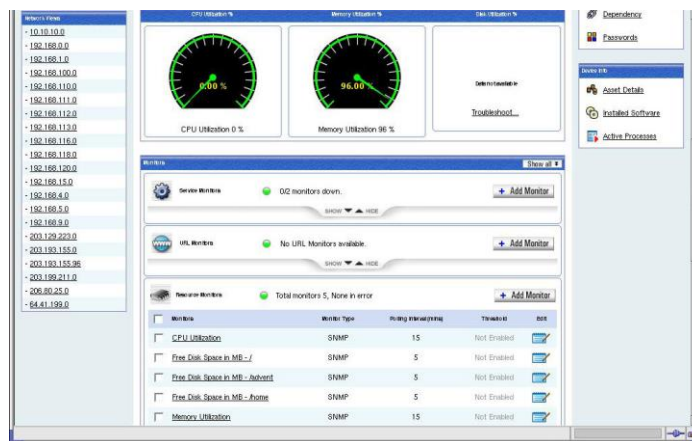 Network Views
- 10.10.10.0
- 192.168.0.0
- 192.168.1.0
- 192.168.100.0
- 192.168.110.0
- 192.168.111.0
- 192.168.112.0
- 192.168.113.0
- 192.168.116.0
- 192.168.118.0
- 192.168.120.0
- 192.168.15.0
- 192.168.4.0
- 192.168.5.0
- 192.168.9.0
- 203.129.223.0
- 203.193.155.0
- 203.193.155.96
- 203.199.211.0
- 206.80.25.0
- 64.41.199.0
CPU Utilization % Memory Utilization % Disk Utilization %
0.00 % 96.00 % Data not available
Troubleshoot...
CPU Utilization 0 % Memory Utilization 96 %
Monitors Show all
Service Monitors 0/2 monitors down. + Add Monitor
SHOW HIDE
URL Monitors No URL Monitors available. + Add Monitor
SHOW HIDE
Resource Monitors Total monitors 5, None in error + Add Monitor
Monitors Monitor Type Polling Interval(mins) Threshold Edit
CPU Utilization SNMP 15 Not Enabled
Free Disk Space in MB - / SNMP 5 Not Enabled
Free Disk Space in MB - /advent SNMP 5 Not Enabled
Free Disk Space in MB - /home SNMP 5 Not Enabled
Memory Utilization SNMP 15 Not Enabled
Dependency
Passwords
Device Info
Asset Details
Installed Software
Active Processes